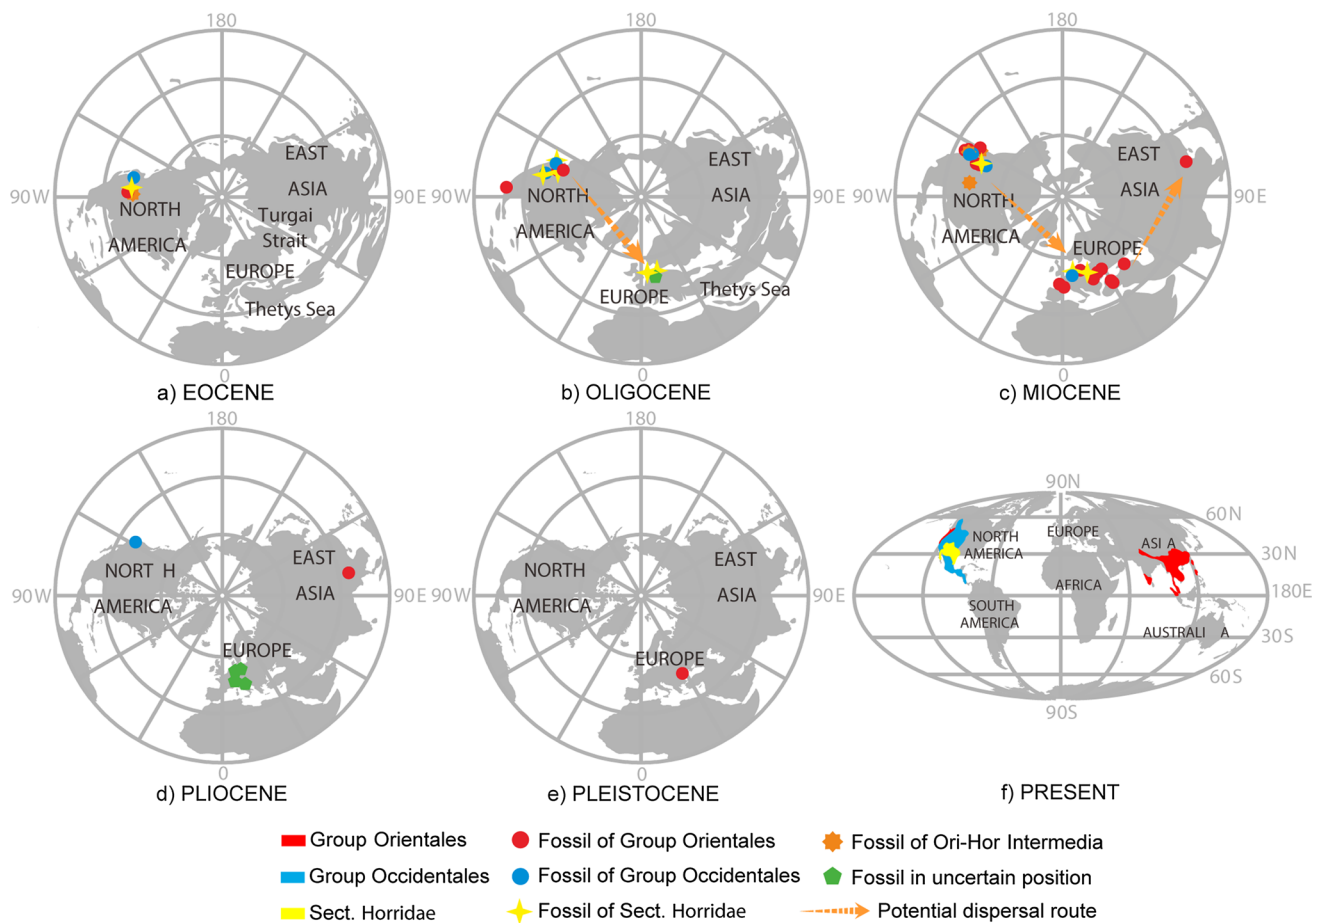 180
180
180
EAST
ASIA
90W
90E
NORTH
AMERICA
Turgai
Strait
EUROPE
Thetys Sea
0
a) EOCENE
EAST
ASIA
90W
90E
NORTH
AMERICA
EUROPE
Thetys Sea
0
b) OLIGOCENE
EAST
ASIA
90W
90E
NORTH
AMERICA
EUROPE
0
c) MIOCENE
180
EAST
ASIA
90W
90E
NORT H
AMERICA
EUROPE
0
d) PLIOCENE
180
EAST
ASIA
90W
90E
NORTH
AMERICA
EUROPE
0
e) PLEISTOCENE
90N
60N
30N
180E
30S
60S
90S
NORTH
AMERICA
EUROPE
ASI A
AFRICA
SOUTH
AMERICA
AUSTRALI A
f) PRESENT
Group Orientales
Fossil of Group Orientales
Fossil of Ori-Hor Intermedia
Group Occidentales
Fossil of Group Occidentales
Fossil in uncertain position
Sect. Horridae
Fossil of Sect. Horridae
Potential dispersal route